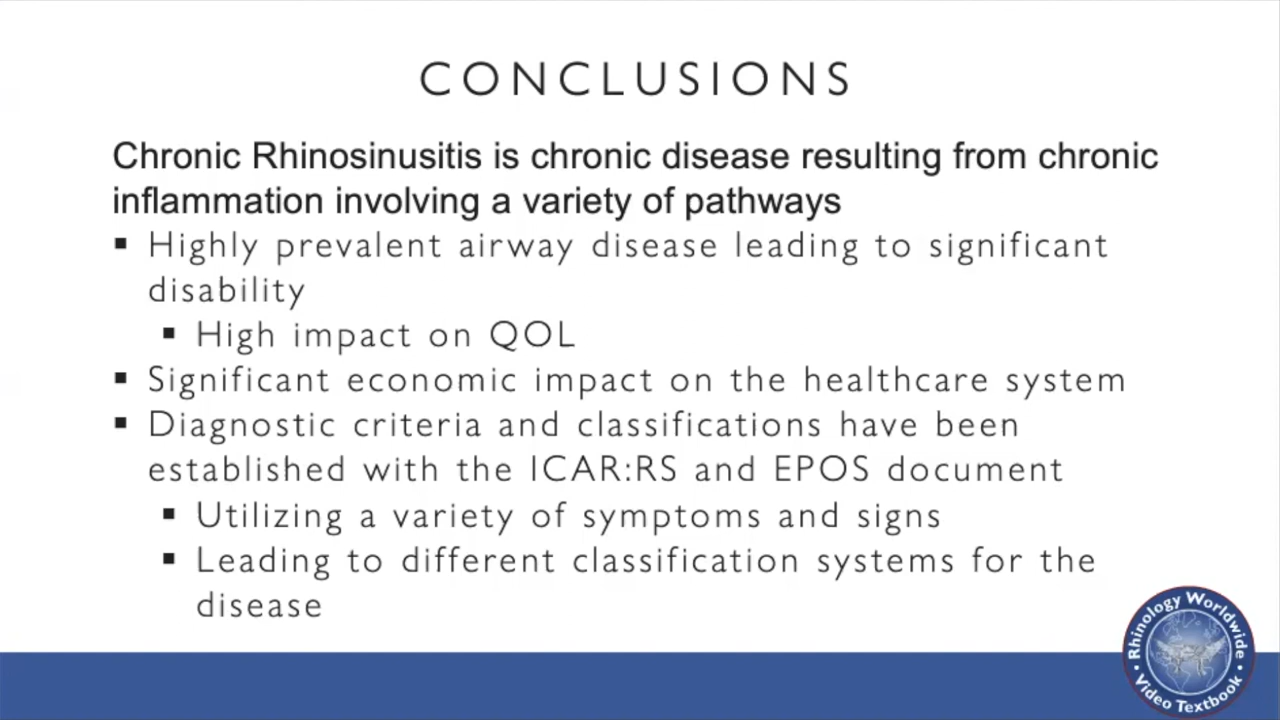 CONCLUSIONS
Chronic Rhinosinusitis is chronic disease resulting from chronic
inflammation involving a variety of pathways
▪ Highly prevalent airway disease leading to significant
disability
▪ High impact on QOL
▪ Significant economic impact on the healthcare system
▪ Diagnostic criteria and classifications have been
established with the ICAR:RS and EPOS document
▪ Utilizing a variety of symptoms and signs
▪ Leading to different classification systems for the
disease
Rhinology Worldwide
• Video Textbook •